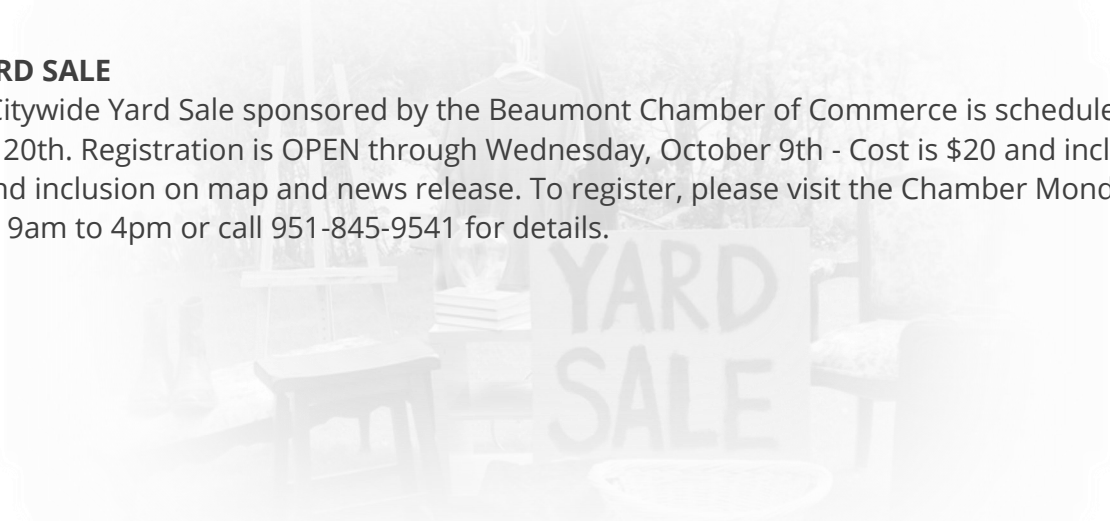 RD SALE
Citywide Yard Sale sponsored by the Beaumont Chamber of Commerce is schedule
20th. Registration is OPEN through Wednesday, October 9th - Cost is $20 and incl
nd inclusion on map and news release. To register, please visit the Chamber Mond
9am to 4pm or call 951-845-9541 for details.
YARD
SALE